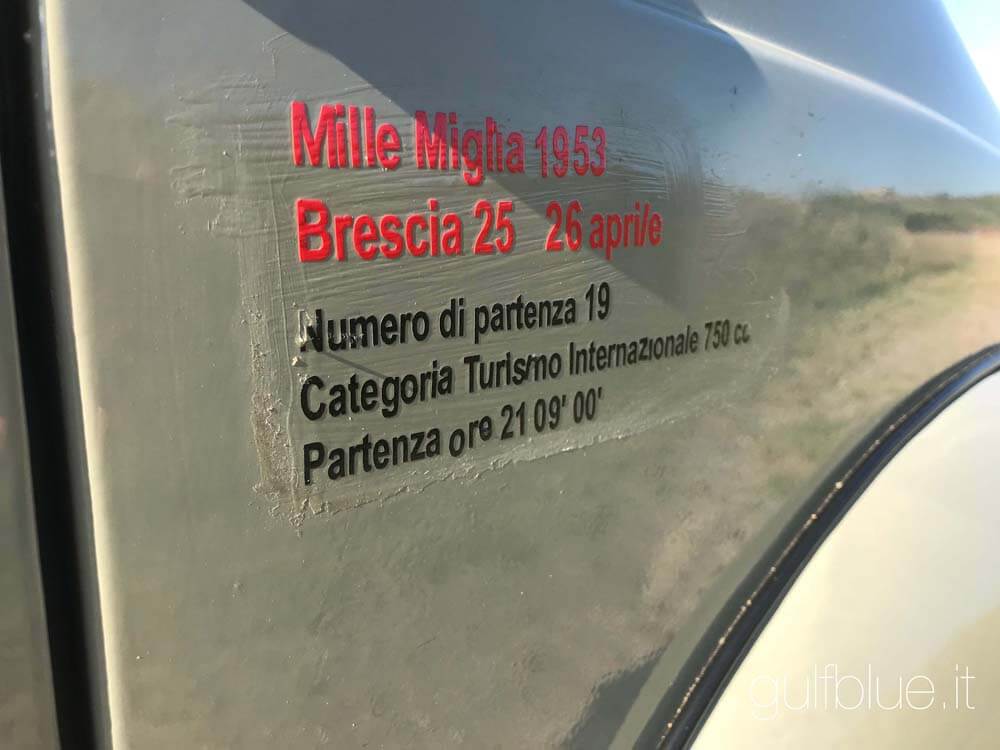 Mille Miglia 1953
Brescia 25 26 aprile
Numero di partenza 19
Categoria Turismo Internazionale 750 cc
Partenza ore 21 09' 00'
gulfblue.it